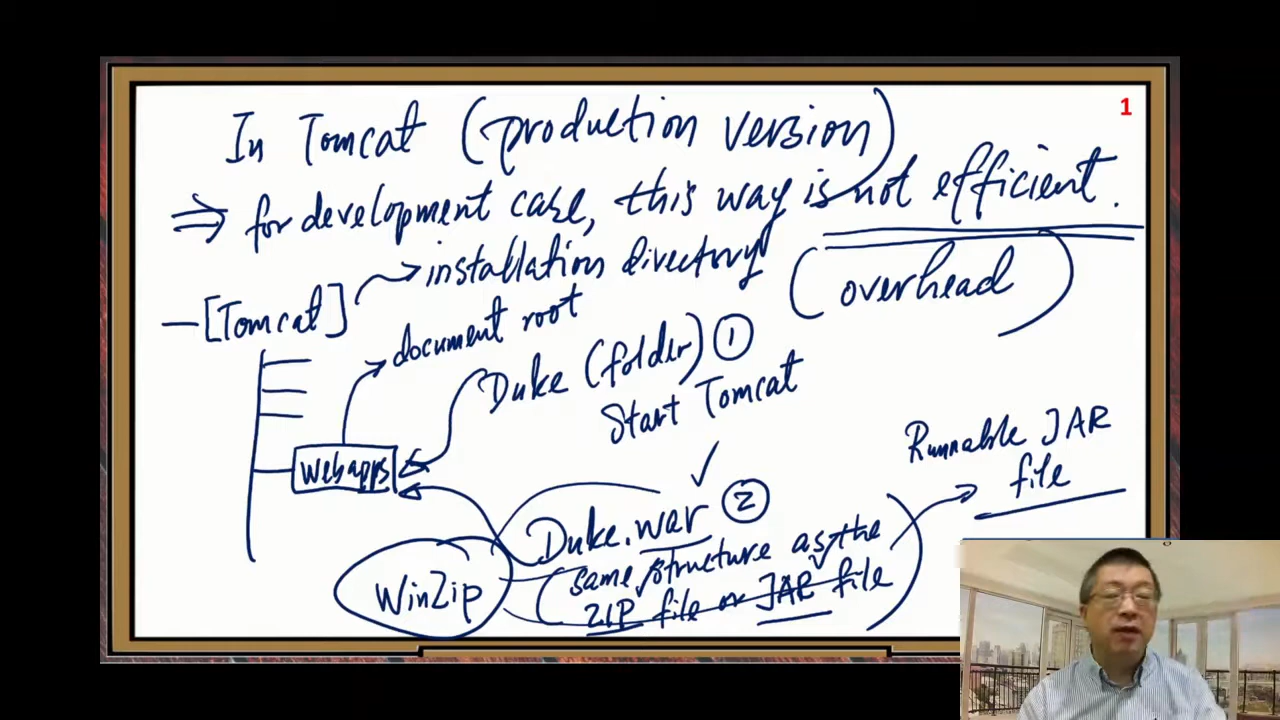 1
In Tomcat (production version)
⇒ for development case, this way is not efficient.
(overhead)
→ installation directory
— [Tomcat]
→ document root
Duke (folder) ①
Start Tomcat
webapps
Runnable JAR
file
✓
Duke.war ②
(same structure as the
ZIP file or JAR file)
WinZip